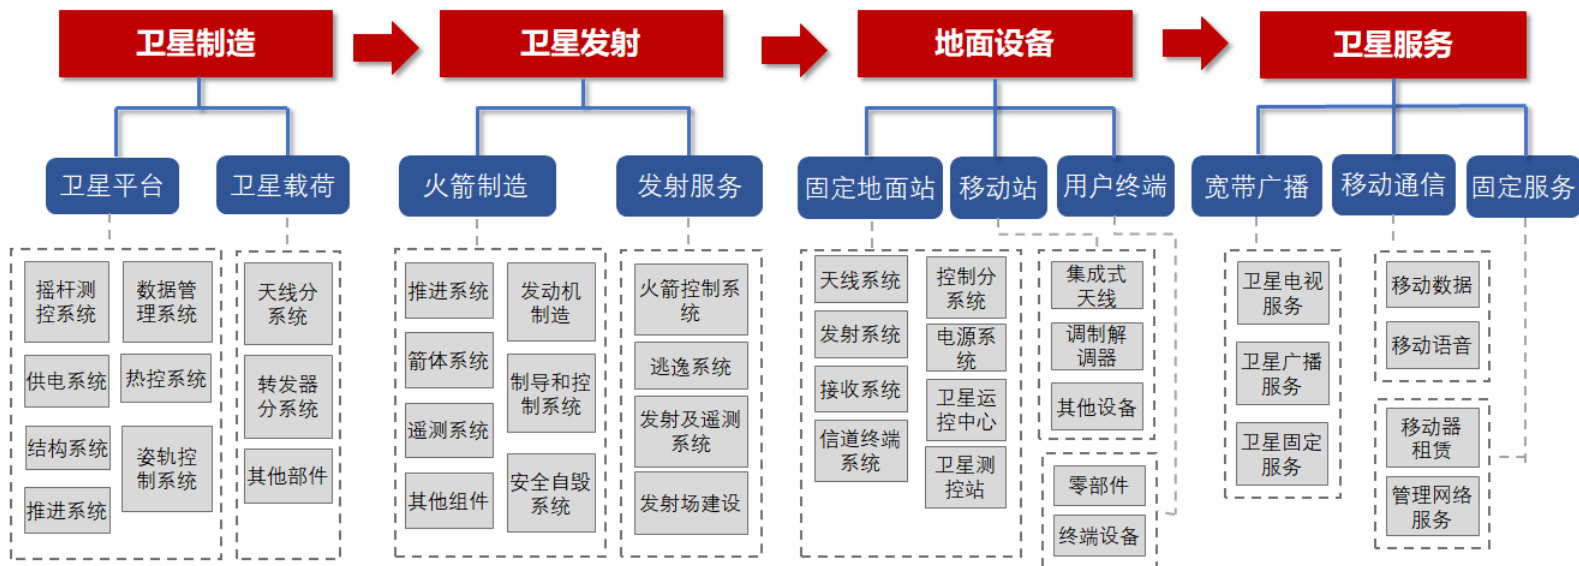 卫星制造
卫星发射
地面设备
卫星服务
卫星平台
卫星载荷
火箭制造
发射服务
固定地面站
移动站
用户终端
宽带广播
移动通信
固定服务
摇杆测
控系统
数据管
理系统
供电系统
热控系统
结构系统
姿轨控
制系统
推进系统
天线分
系统
转发器
分系统
其他部件
推进系统
发动机
制造
箭体系统
制导和控
制系统
遥测系统
其他组件
安全自毁
系统
火箭控制系
统
逃逸系统
发射及遥测
系统
发射场建设
天线系统
控制分
系统
发射系统
电源系
统
接收系统
卫星运
控中心
信道终端
系统
卫星测
控站
集成式
天线
调制解
调器
其他设备
零部件
终端设备
卫星电视
服务
卫星广播
服务
卫星固定
服务
移动数据
移动语音
移动器
租赁
管理网络
服务